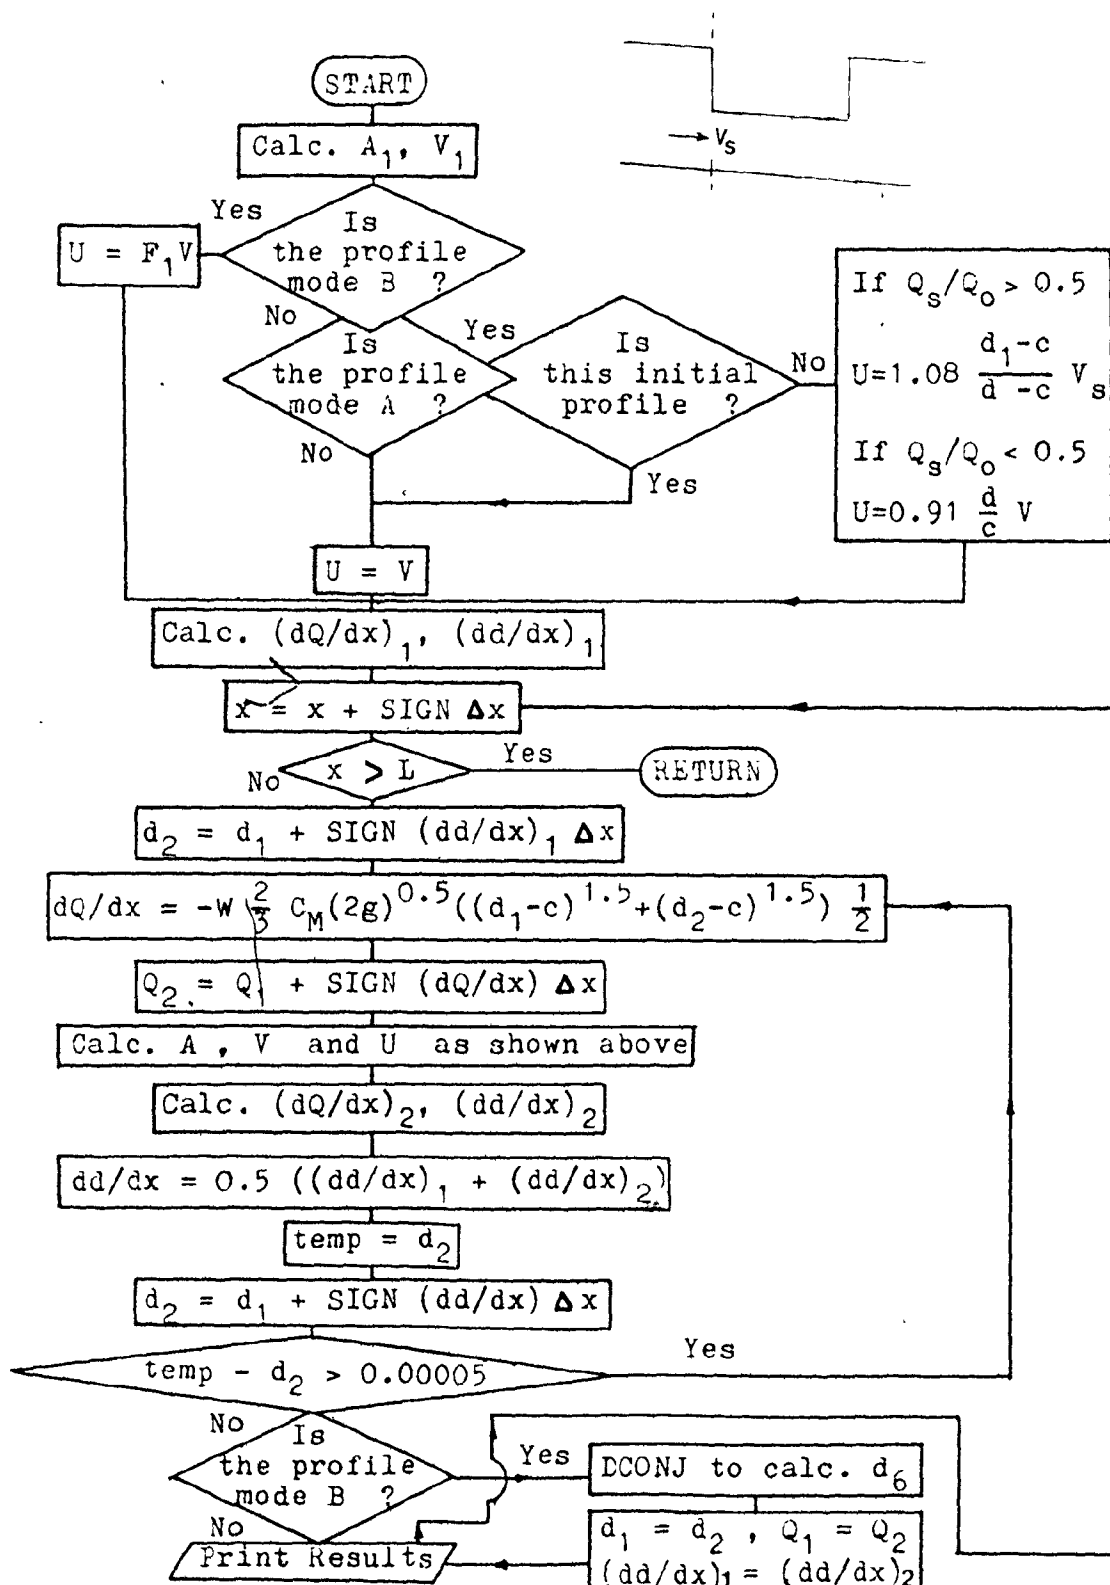 START
Calc. A₁, V₁
→ Vₛ
Yes
Is
the profile
mode B ?
U = F₁V
No
Is
the profile
mode A ?
Yes
Is
this initial
profile ?
No
If Qₛ/Qₒ > 0.5
U=1.08 (d₁-c)/(d -c) Vₛ
If Qₛ/Qₒ < 0.5
U=0.91 d/c V
No
Yes
U = V
Calc. (dQ/dx)₁, (dd/dx)₁
x = x + SIGN Δx
x > L
Yes
RETURN
No
d₂ = d₁ + SIGN (dd/dx)₁ Δx
dQ/dx = -W 2/3 C_M(2g)^0.5((d₁-c)^1.5+(d₂-c)^1.5) 1/2
Q₂ = Q₁ + SIGN (dQ/dx) Δx
Calc. A , V and U as shown above
Calc. (dQ/dx)₂, (dd/dx)₂
dd/dx = 0.5 ((dd/dx)₁ + (dd/dx)₂)
temp = d₂
d₂ = d₁ + SIGN (dd/dx) Δx
temp - d₂ > 0.00005
Yes
No
Is
the profile
mode B ?
Yes
DCONJ to calc. d₆
No
d₁ = d₂ , Q₁ = Q₂
(dd/dx)₁ = (dd/dx)₂
Print Results